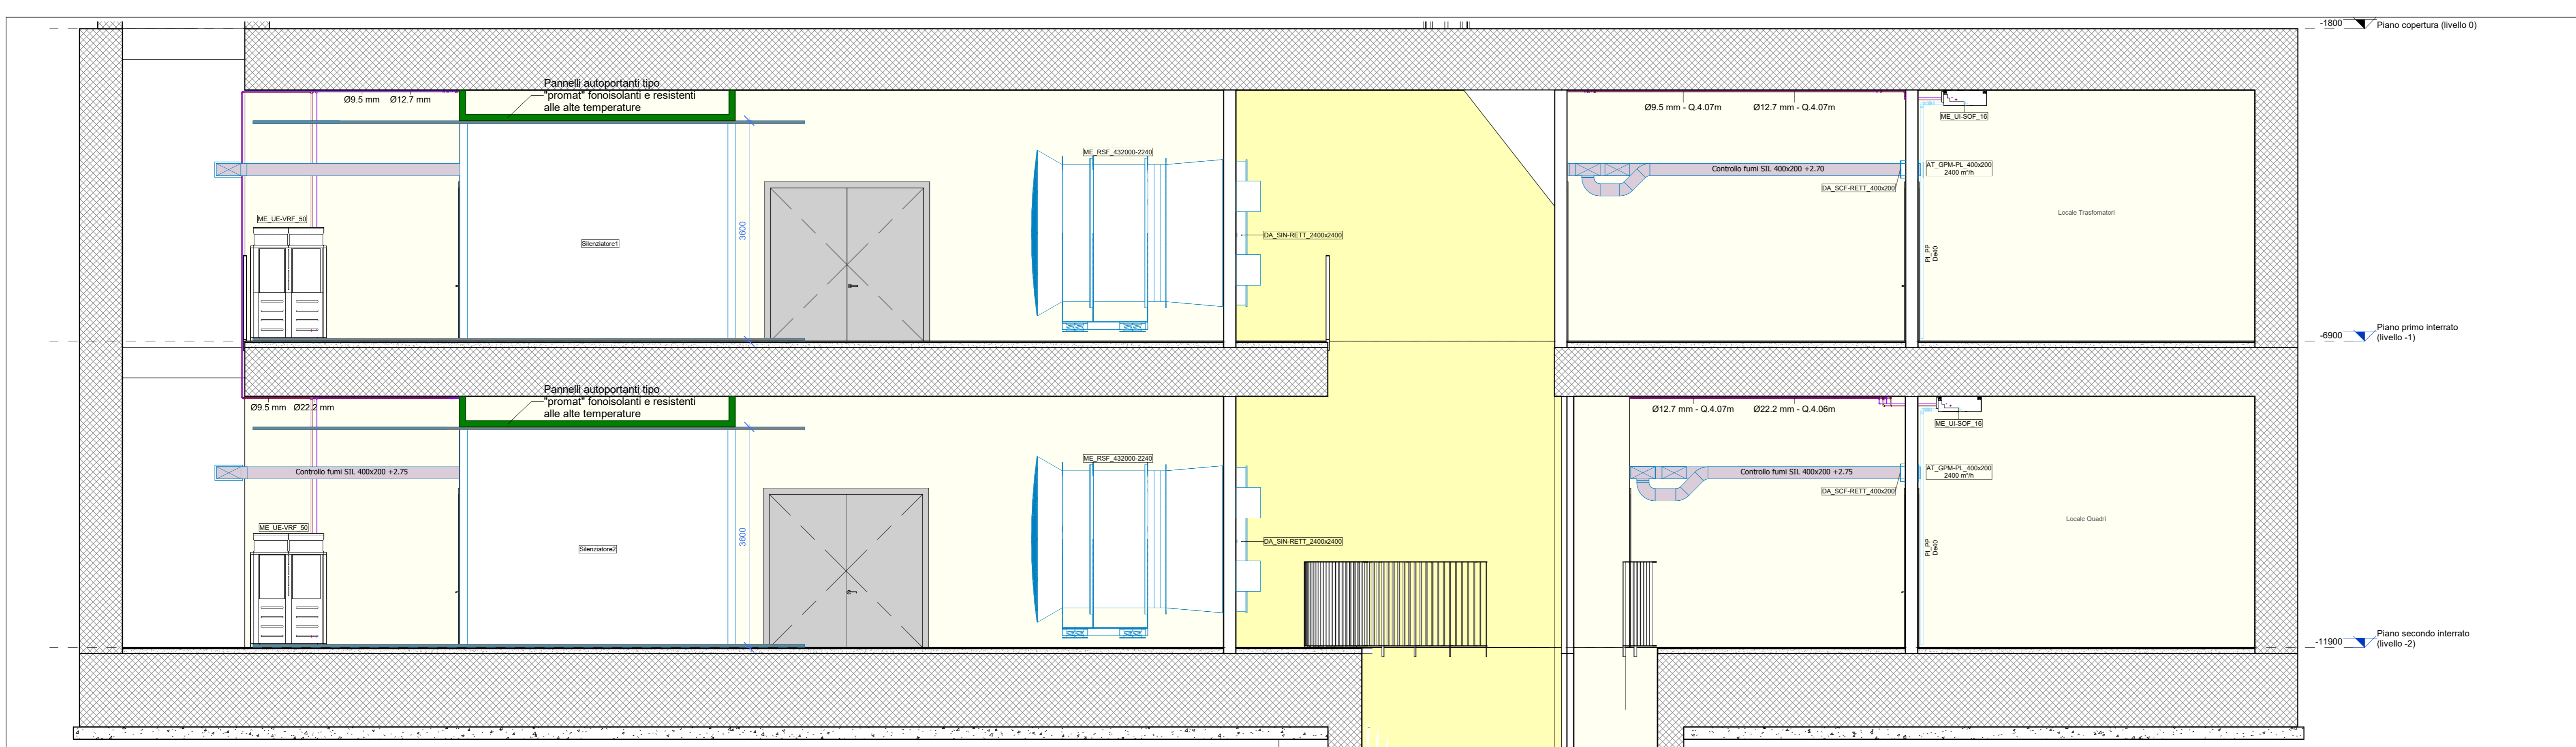 -1800 Piano copertura (livello 0)
Pannelli autoportanti tipo
"promat" fonoisolanti e resistenti
alle alte temperature
Ø9.5 mm Ø12.7 mm
Ø9.5 mm - Q.4.07m Ø12.7 mm - Q.4.07m
ME_UI-SOF_16
ME_RSF_432000-2240
Controllo fumi SIL 400x200 +2.70
AT_GPM-PL_400x200
2400 m³/h
DA_SCF-RETT_400x200
Locale Trasfomatori
ME_UE-VRF_50
3600
DA_SIN-RETT_2400x2400
Silenziatore1
PI_PP
De40
-6900 Piano primo interrato
(livello -1)
Pannelli autoportanti tipo
"promat" fonoisolanti e resistenti
alle alte temperature
Ø9.5 mm Ø22.2 mm
Ø12.7 mm - Q.4.07m Ø22.2 mm - Q.4.06m
ME_UI-SOF_16
ME_RSF_432000-2240
Controllo fumi SIL 400x200 +2.75
Controllo fumi SIL 400x200 +2.75
AT_GPM-PL_400x200
2400 m³/h
DA_SCF-RETT_400x200
Locale Quadri
ME_UE-VRF_50
3600
DA_SIN-RETT_2400x2400
Silenziatore2
PI_PP
De40
-11900 Piano secondo interrato
(livello -2)